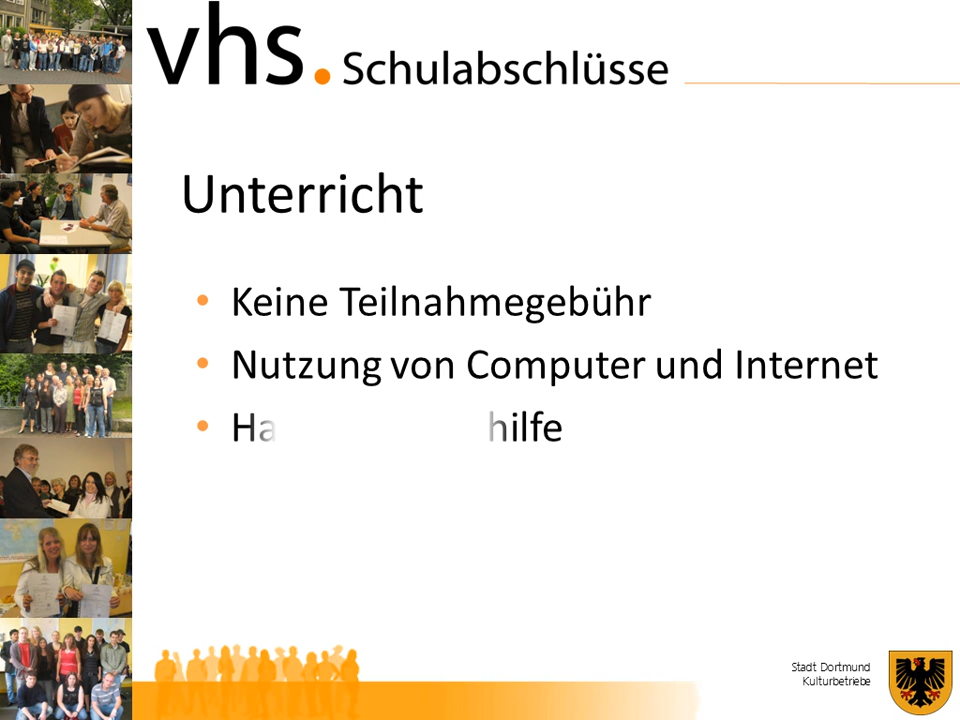 vhs. Schulabschlüsse
Unterricht
• Keine Teilnahmegebühr
• Nutzung von Computer und Internet
Stadt Dortmund
Kulturbetriebe